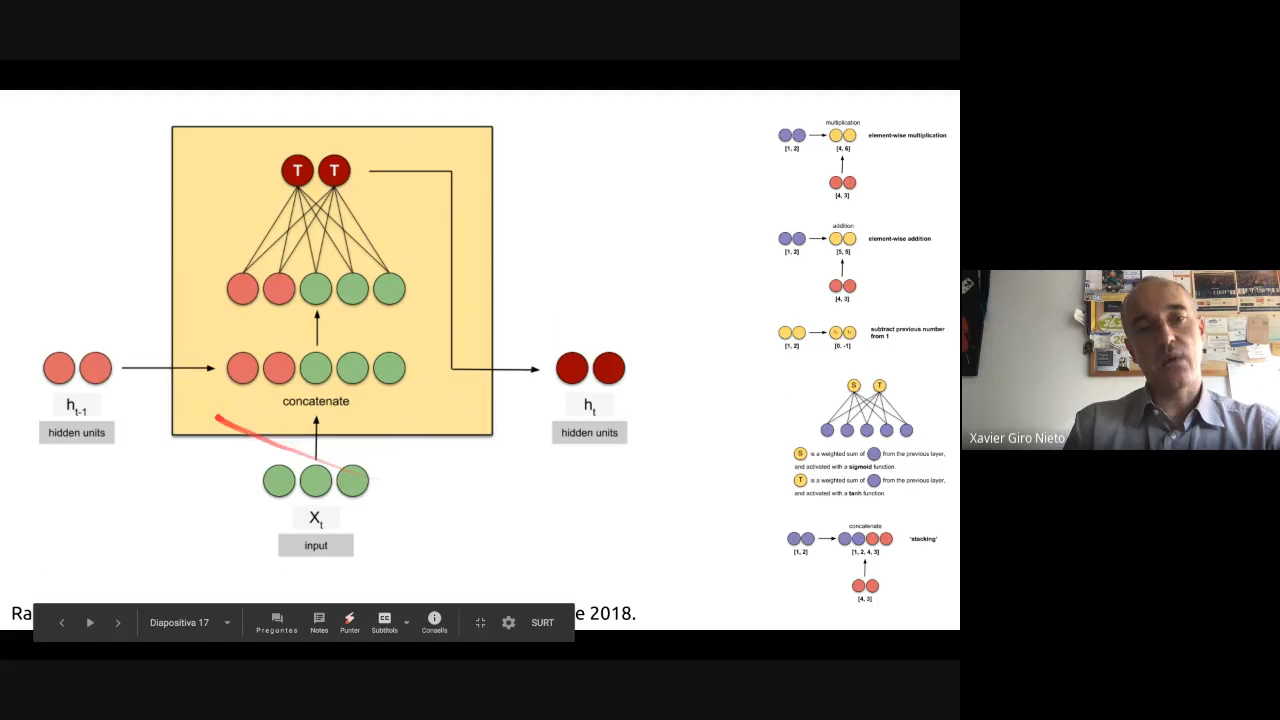 T T
concatenate
h t-1
hidden units
h t
hidden units
X t
input
multiplication
[1, 2]
[4, 6]
element-wise multiplication
[4, 3]
addition
[1, 2]
[5, 5]
element-wise addition
[4, 3]
1- 1-
[1, 2]
[0, -1]
subtract previous number
from 1
S T
S is a weighted sum of from the previous layer,
and activated with a sigmoid function.
T is a weighted sum of from the previous layer,
and activated with a tanh function
concatenate
[1, 2]
[1, 2, 4, 3]
'stacking'
[4, 3]
Ra
e 2018.
Diapositiva 17
Preguntes
Notes
Punter
CC
Subtítols
Consells
SURT
Xavier Giro Nieto